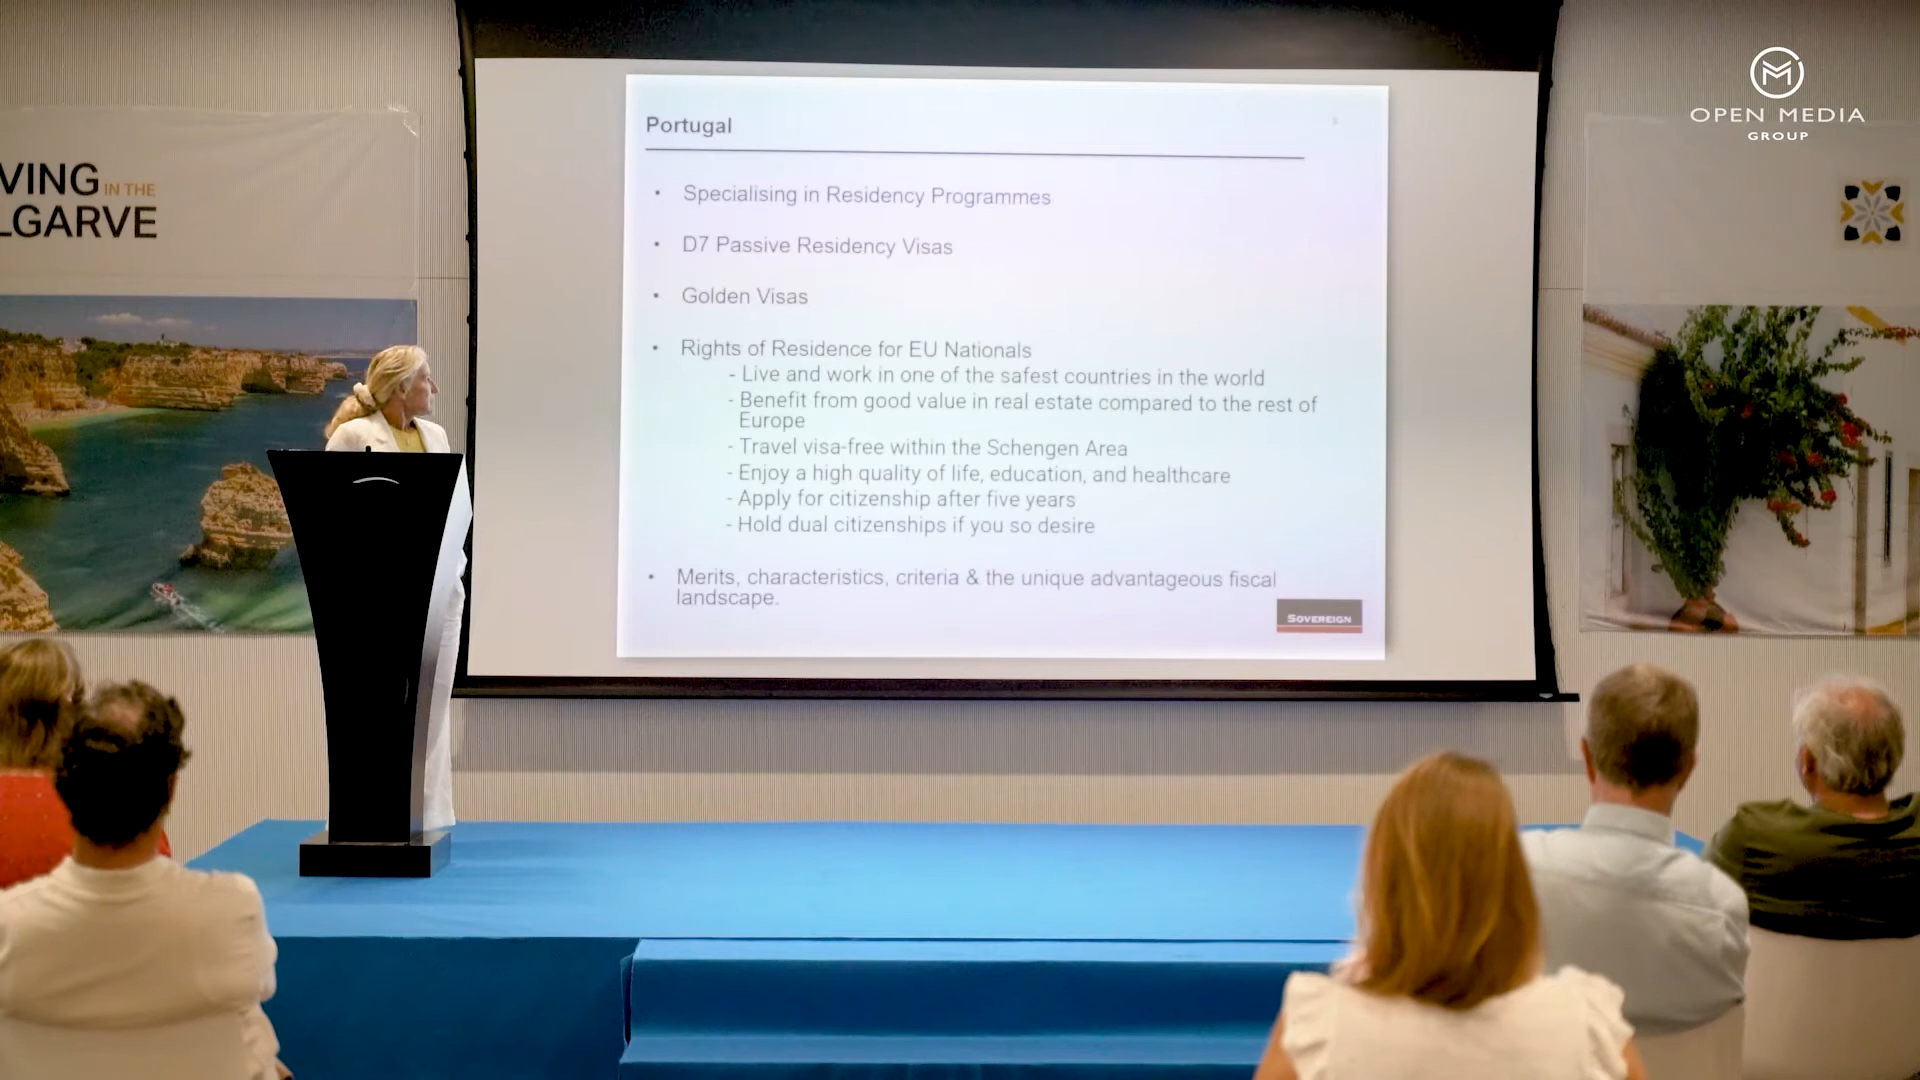 VING IN THE
LGARVE
Portugal
• Specialising in Residency Programmes
• D7 Passive Residency Visas
• Golden Visas
• Rights of Residence for EU Nationals
- Live and work in one of the safest countries in the world
- Benefit from good value in real estate compared to the rest of
Europe
- Travel visa-free within the Schengen Area
- Enjoy a high quality of life, education, and healthcare
- Apply for citizenship after five years
- Hold dual citizenships if you so desire
• Merits, characteristics, criteria & the unique advantageous fiscal
landscape.
SOVEREIGN
OPEN MEDIA
GROUP